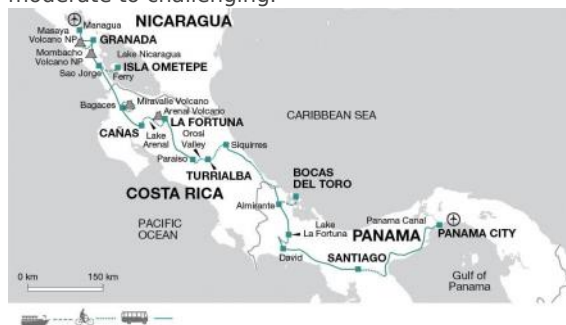 moderate to challenging.
NICARAGUA
Managua
Masaya
Volcano NP
GRANADA
Mombacho
Volcano NP
Lake Nicaragua
ISLA OMETEPE
Sao Jorge
Ferry
Miravalle Volcano
Bagaces
Arenal Volcano
LA FORTUNA
CARIBBEAN SEA
CAÑAS
Lake
Arenal
Orosi
Valley
Siquirres
Paraiso
TURRIALBA
BOCAS
DEL TORO
COSTA RICA
Almirante
PACIFIC
OCEAN
Lake
La Fortuna
Panama Canal
PANAMA
PANAMA CITY
David
SANTIAGO
Gulf of
Panama
0 km
150 km